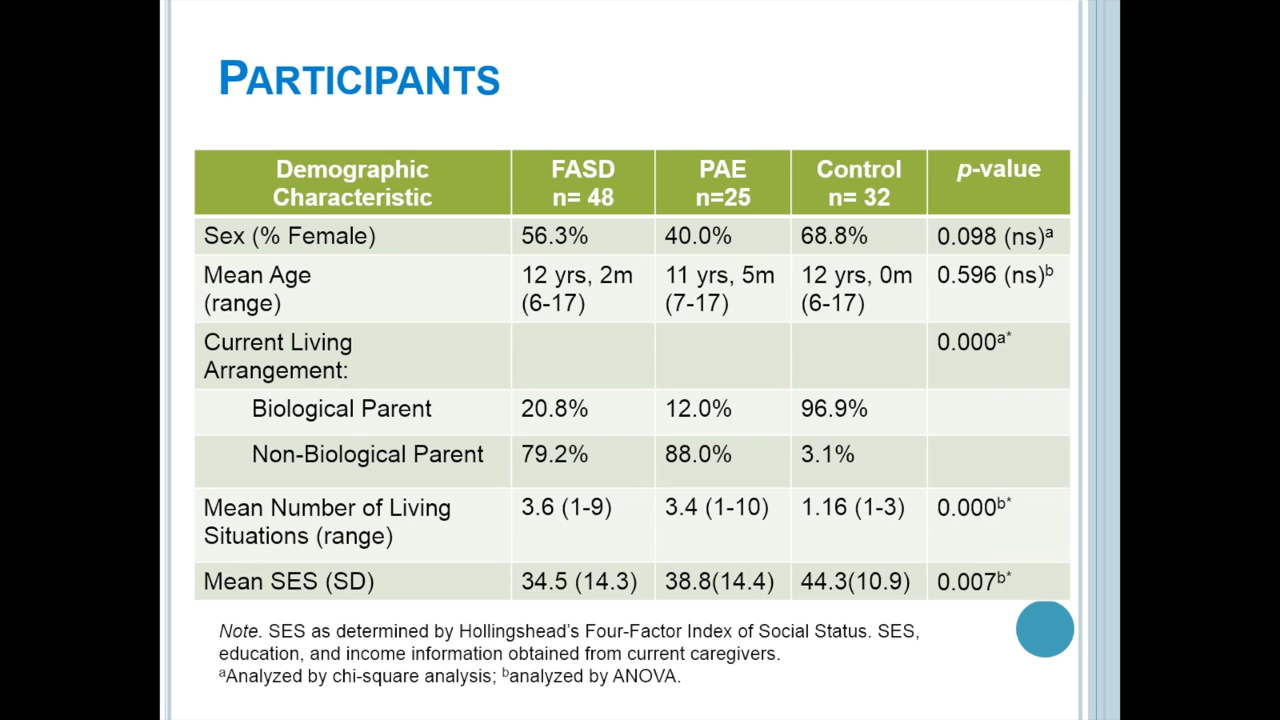 PARTICIPANTS
Demographic Characteristic | FASD n= 48 | PAE n=25 | Control n= 32 | p-value
Sex (% Female) | 56.3% | 40.0% | 68.8% | 0.098 (ns)ᵃ
Mean Age (range) | 12 yrs, 2m (6-17) | 11 yrs, 5m (7-17) | 12 yrs, 0m (6-17) | 0.596 (ns)ᵇ
Current Living Arrangement: | | | | 0.000ᵃ*
Biological Parent | 20.8% | 12.0% | 96.9%
Non-Biological Parent | 79.2% | 88.0% | 3.1%
Mean Number of Living Situations (range) | 3.6 (1-9) | 3.4 (1-10) | 1.16 (1-3) | 0.000ᵇ*
Mean SES (SD) | 34.5 (14.3) | 38.8(14.4) | 44.3(10.9) | 0.007ᵇ*
Note. SES as determined by Hollingshead's Four-Factor Index of Social Status. SES,
education, and income information obtained from current caregivers.
ᵃAnalyzed by chi-square analysis; ᵇanalyzed by ANOVA.